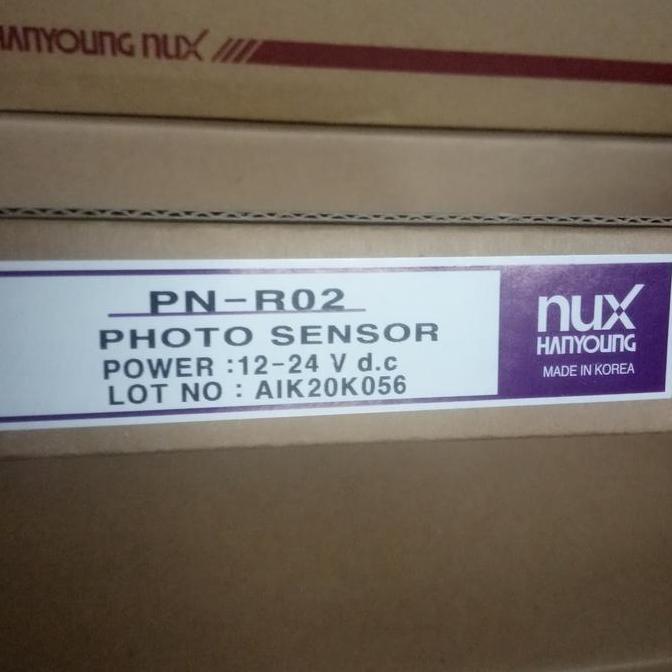 HANYOUNG nux
PN-R02
PHOTO SENSOR
POWER :12-24 V d.c
LOT NO : AIK20K056
nux
HANYOUNG
MADE IN KOREA